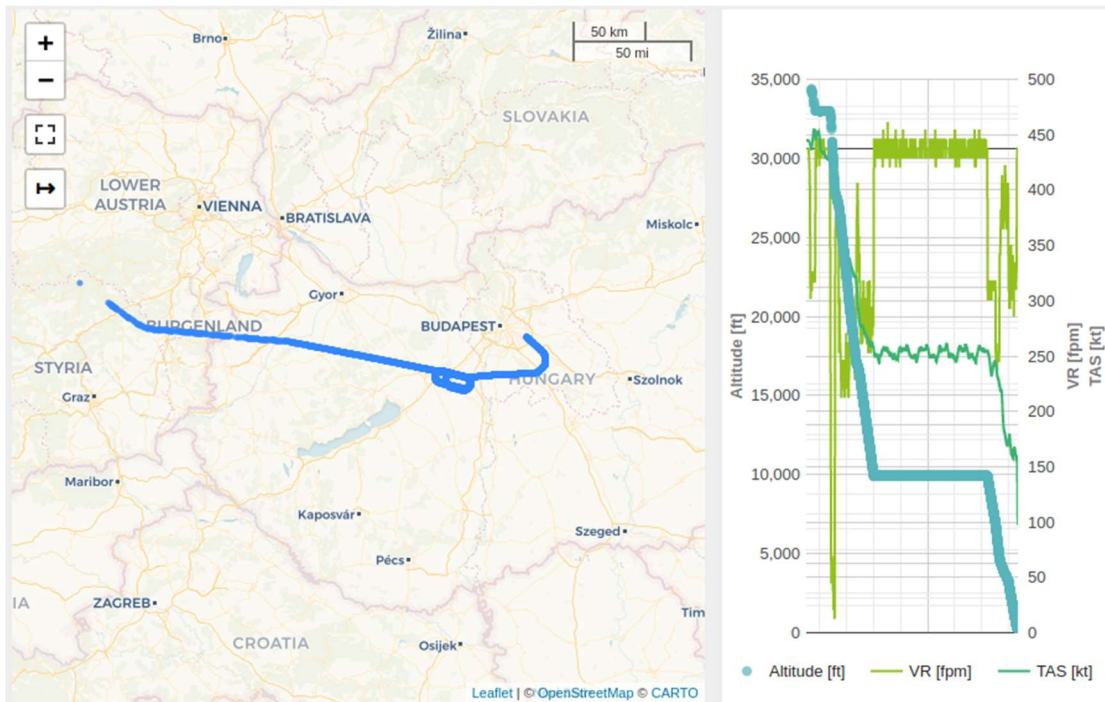 +
−
50 km
50 mi
Brno
Žilina
SLOVAKIA
LOWER
AUSTRIA
VIENNA
BRATISLAVA
Miskolc
Gyor
BURGENLAND
BUDAPEST
STYRIA
HUNGARY
Szolnok
Graz
Maribor
Kaposvár
Szeged
Pécs
IA
ZAGREB
Tim
CROATIA
Osijek
Leaflet | © OpenStreetMap © CARTO
35,000
30,000
25,000
20,000
15,000
10,000
5,000
0
Altitude [ft]
500
450
400
350
300
250
200
150
100
50
0
VR [fpm]
TAS [kt]
Altitude [ft] VR [fpm] TAS [kt]